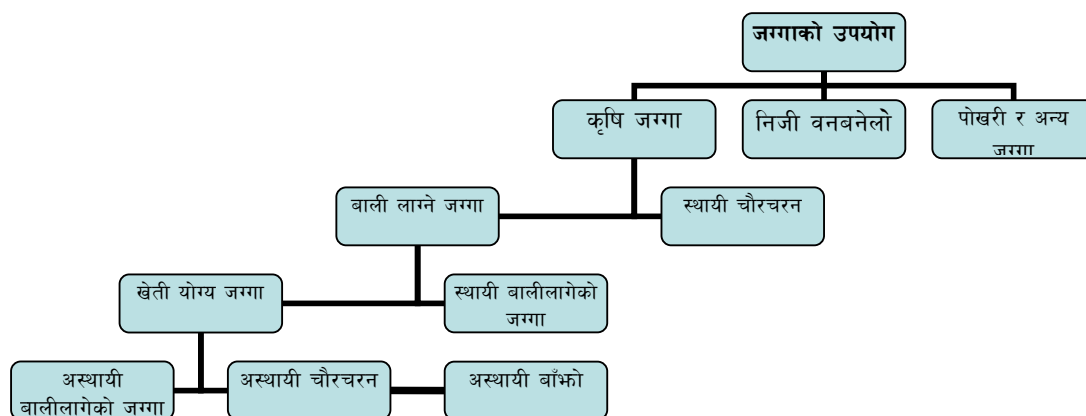 जग्गाको उपयोग
कृषि जग्गा
निजी वनबनेलो
पोखरी र अन्य
जग्गा
बाली लाग्ने जग्गा
स्थायी चौरचरन
खेती योग्य जग्गा
स्थायी बालीलागेको
जग्गा
अस्थायी
बालीलागेको जग्गा
अस्थायी चौरचरन
अस्थायी बाँझो